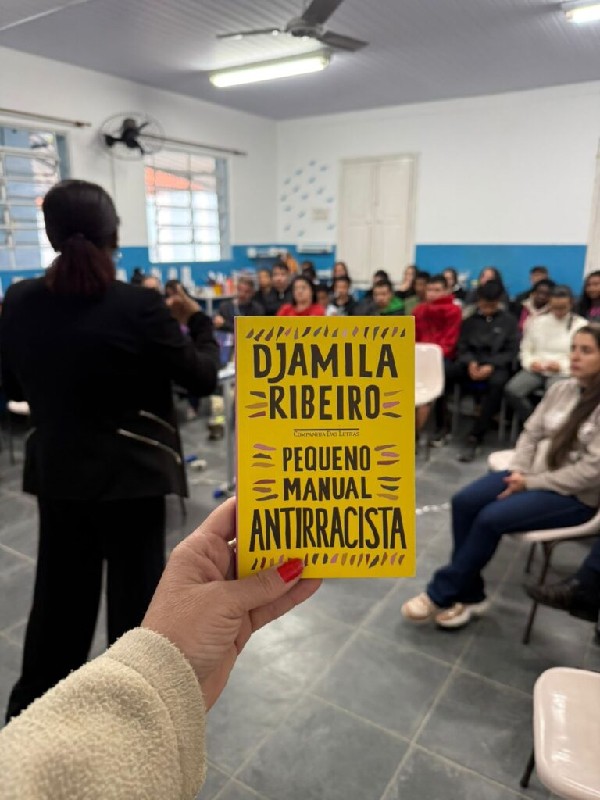 DJAMILA
RIBEIRO
COMPANHIA DAS LETRAS
PEQUENO
MANUAL
ANTIRRACISTA